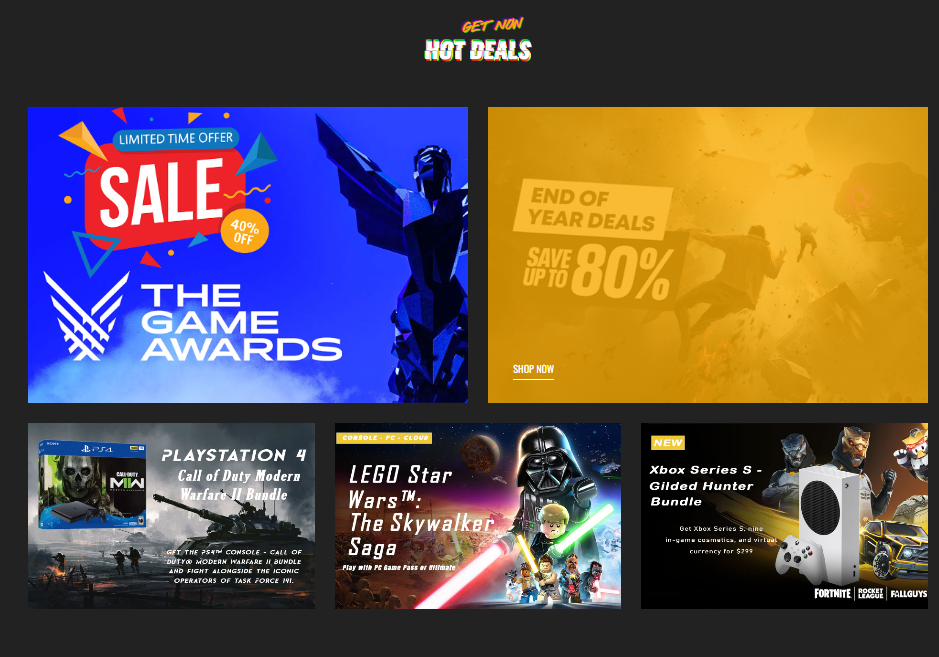 GET NOW
HOT DEALS
LIMITED TIME OFFER
SALE
40%
OFF
THE
GAME
AWARDS
END OF
YEAR DEALS
SAVE
UP TO
80%
SHOP NOW
SONY
PS4
CALL OF DUTY
MW
PLAYSTATION 4
Call of Duty Modern
Warfare II Bundle
GET THE PS4™ CONSOLE - CALL OF
DUTY® MODERN WARFARE II BUNDLE
AND FIGHT ALONGSIDE THE ICONIC
OPERATORS OF TASK FORCE 141.
CONSOLE · PC · CLOUD
LEGO Star
Wars™:
The Skywalker
Saga
Play with PC Game Pass or Ultimate
NEW
Xbox Series S -
Gilded Hunter
Bundle
Get Xbox Series S, nine
in-game cosmetics, and virtual
currency for $299
FORTNITE
ROCKET
LEAGUE
FALL GUYS